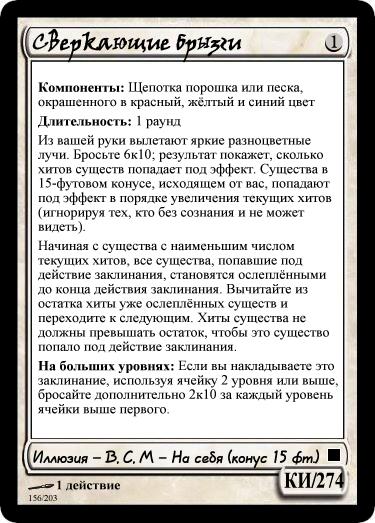 Сверкающие брызги 1
Компоненты: Щепотка порошка или песка,
окрашенного в красный, жёлтый и синий цвет
Длительность: 1 раунд
Из вашей руки вылетают яркие разноцветные
лучи. Бросьте 6к10; результат покажет, сколько
хитов существ попадает под эффект. Существа в
15-футовом конусе, исходящем от вас, попадают
под эффект в порядке увеличения текущих хитов
(игнорируя тех, кто без сознания и не может
видеть).
Начиная с существа с наименьшим числом
текущих хитов, все существа, попавшие под
действие заклинания, становятся ослеплёнными
до конца действия заклинания. Вычитайте из
остатка хиты уже ослеплённых существ и
переходите к следующим. Хиты существа не
должны превышать остаток, чтобы это существо
попало под действие заклинания.
На больших уровнях: Если вы накладываете это
заклинание, используя ячейку 2 уровня или выше,
бросайте дополнительно 2к10 за каждый уровень
ячейки выше первого.
Иллюзия – В, С, М – На себя (конус 15 фт.)
1 действие
КИ/274
156/203